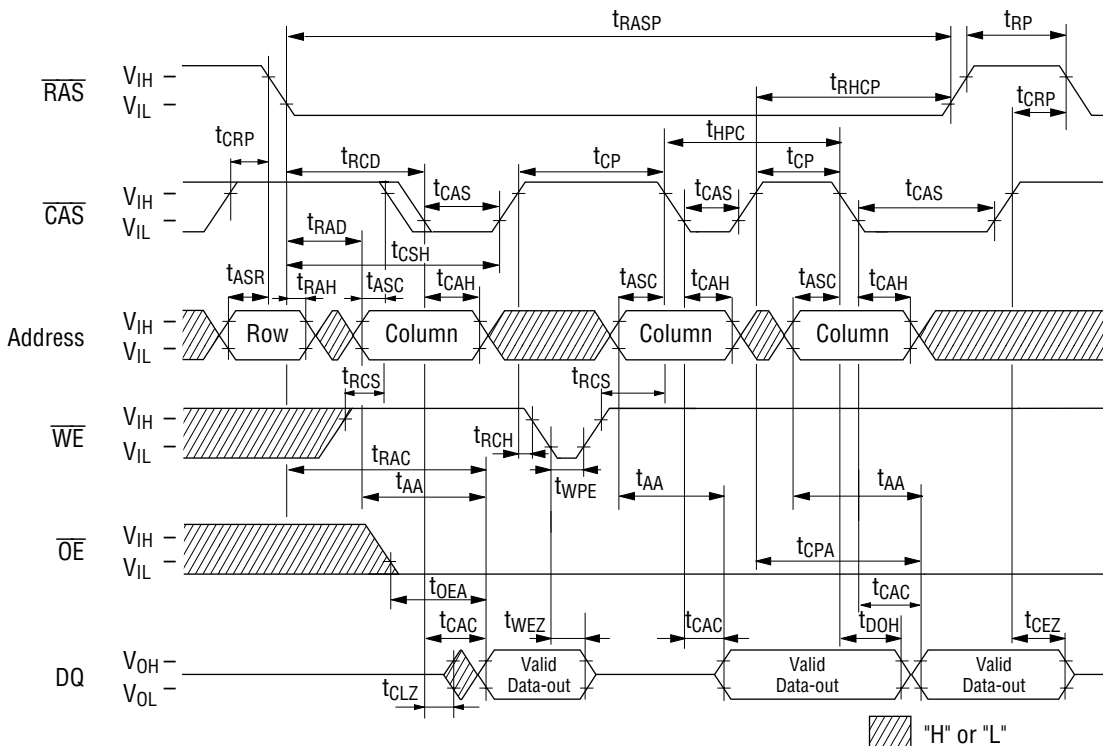 tRASP
tRP
VIH
RAS
VIL
tRHCP
tCRP
tHPC
tCRP
tRCD
tCP
tCP
VIH
tCAS
tCAS
tCAS
CAS
VIL
tRAD
tCSH
tASR
tRAH
tASC
tCAH
tASC
tCAH
tASC
tCAH
VIH
Address
Row
Column
Column
Column
VIL
tRCS
tRCS
VIH
WE
VIL
tRCH
tRAC
tWPE
tAA
tAA
tAA
VIH
OE
VIL
tCPA
tOEA
tCAC
tCAC
tWEZ
tCAC
tDOH
tCEZ
VOH
DQ
Valid
Data-out
Valid
Data-out
Valid
Data-out
VOL
tCLZ
"H" or "L"